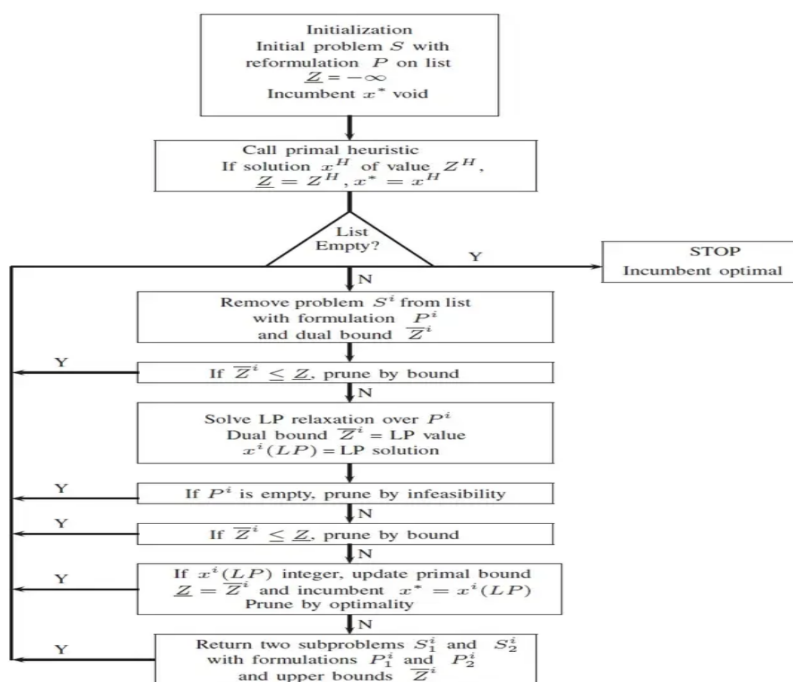 Initialization
Initial problem S with
reformulation P on list
Z̲ = −∞
Incumbent x* void
Call primal heuristic
If solution x^H of value Z^H,
Z̲ = Z^H, x* = x^H
List
Empty?
Y
STOP
Incumbent optimal
N
Remove problem S^i from list
with formulation P^i
and dual bound Z̅^i
Y
If Z̅^i ≤ Z̲, prune by bound
N
Solve LP relaxation over P^i
Dual bound Z̅^i = LP value
x^i(LP) = LP solution
Y
If P^i is empty, prune by infeasibility
N
Y
If Z̅^i ≤ Z̲, prune by bound
N
Y
If x^i(LP) integer, update primal bound
Z̲ = Z̅^i and incumbent x* = x^i(LP)
Prune by optimality
N
Y
Return two subproblems S^i_1 and S^i_2
with formulations P^i_1 and P^i_2
and upper bounds Z̅^i